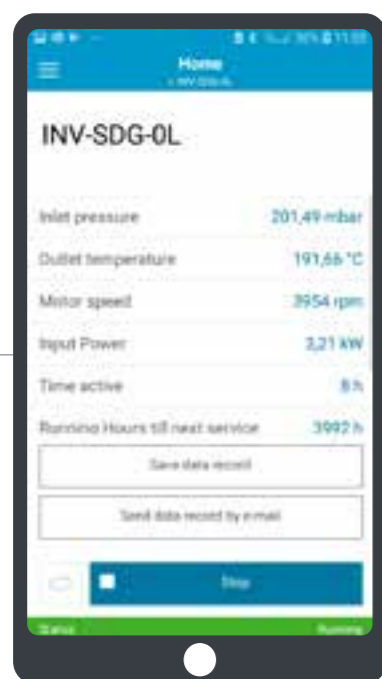 Home
INV-SDG-0L
Inlet pressure 201,49 mbar
Outlet temperature 191,66 °C
Motor speed 3954 rpm
Input Power 3,21 kW
Time active 8 h
Running Hours till next service 3992 h
Save data record
Send data record by e-mail
Stop
Status Running